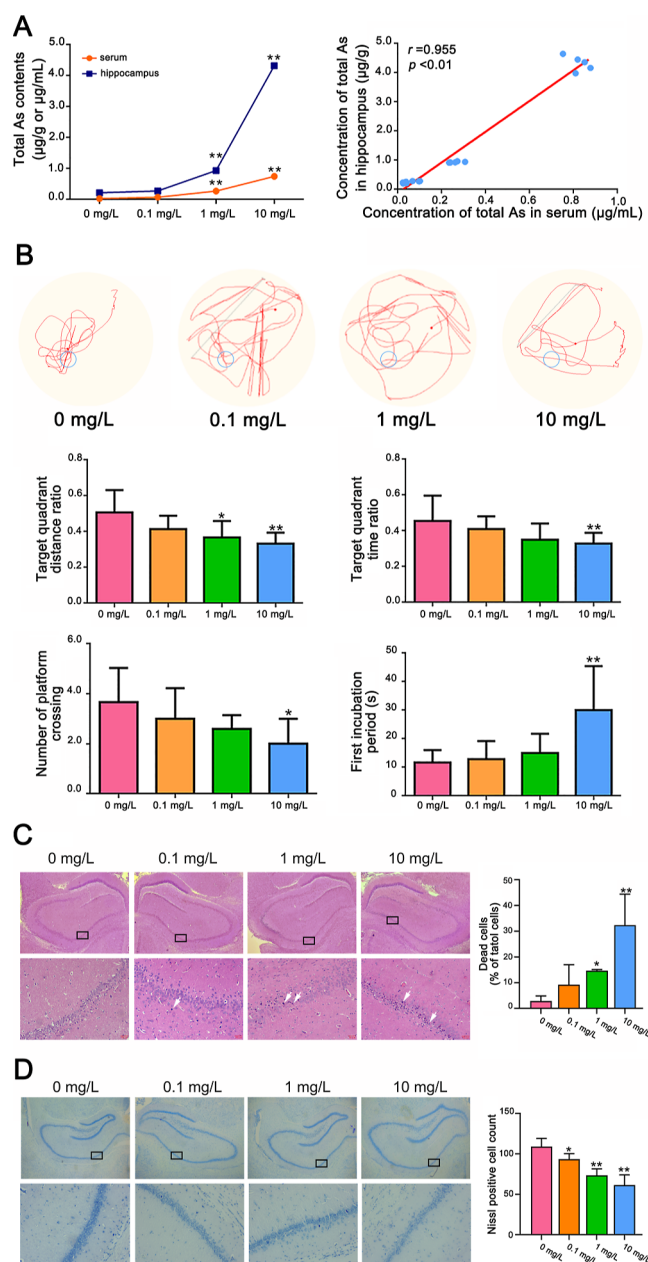 A
Total As contents
(μg/g or μg/mL)
6.0
5.0
4.0
3.0
2.0
1.0
0.0
serum
hippocampus
**
**
**
**
0 mg/L 0.1 mg/L 1 mg/L 10 mg/L
Concentration of total As
in hippocampus (μg/g)
5.0
4.0
3.0
2.0
1.0
0.0
r =0.955
p <0.01
0.0 0.2 0.4 0.6 0.8 1.0
Concentration of total As in serum (μg/mL)
B
0 mg/L 0.1 mg/L 1 mg/L 10 mg/L
Target quadrant
distance ratio
0.8
0.6
0.4
0.2
0.0
*
**
0 mg/L 0.1 mg/L 1 mg/L 10 mg/L
Target quadrant
time ratio
0.8
0.6
0.4
0.2
0.0
**
0 mg/L 0.1 mg/L 1 mg/L 10 mg/L
Number of platform
crossing
6.0
4.0
2.0
0.0
*
0 mg/L 0.1 mg/L 1 mg/L 10 mg/L
First incubation
period (s)
50
40
30
20
10
0
**
0 mg/L 0.1 mg/L 1 mg/L 10 mg/L
C
0 mg/L 0.1 mg/L 1 mg/L 10 mg/L
Dead cells
(% of tatol cells)
50
40
30
20
10
0
*
**
0 mg/L 0.1 mg/L 1 mg/L 10 mg/L
D
0 mg/L 0.1 mg/L 1 mg/L 10 mg/L
Nissl positive cell count
150
100
50
0
*
**
**
0 mg/L 0.1 mg/L 1 mg/L 10 mg/L